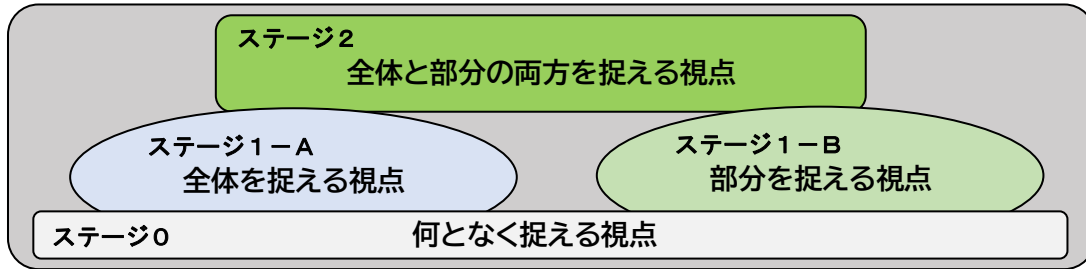 ステージ２
全体と部分の両方を捉える視点
ステージ１－Ａ
全体を捉える視点
ステージ１－Ｂ
部分を捉える視点
ステージ０
何となく捉える視点